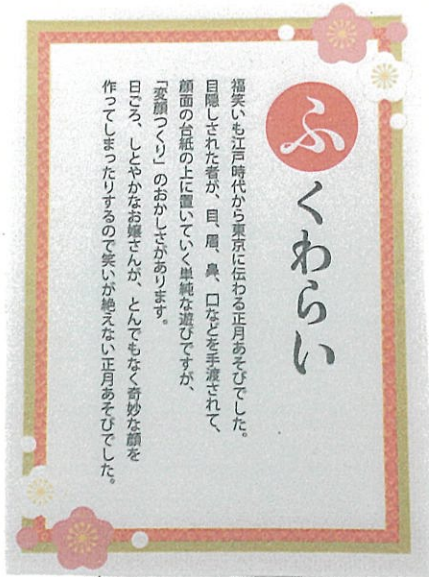 ふくわらい
福笑いも江戸時代から東京に伝わる正月あそびでした。
目隠しされた者が、目、眉、鼻、口などを手渡されて、
顔面の台紙の上に置いていく単純な遊びですが、
「変顔つくり」のおかしさがあります。
日ごろ、しとやかなお嬢さんが、とんでもなく奇妙な顔を
作ってしまったりするので笑いが絶えない正月あそびでした。